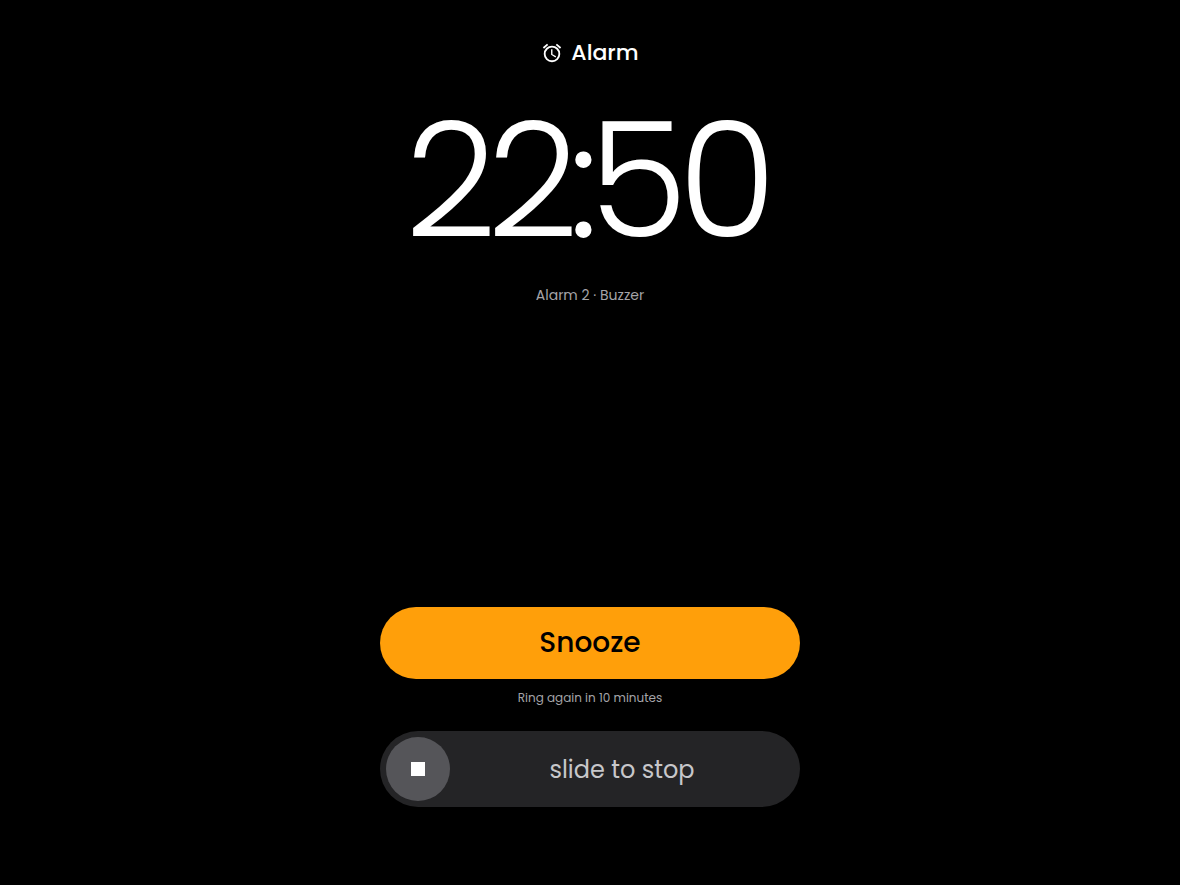 Alarm
22:50
Alarm 2 · Buzzer
Snooze
Ring again in 10 minutes
slide to stop